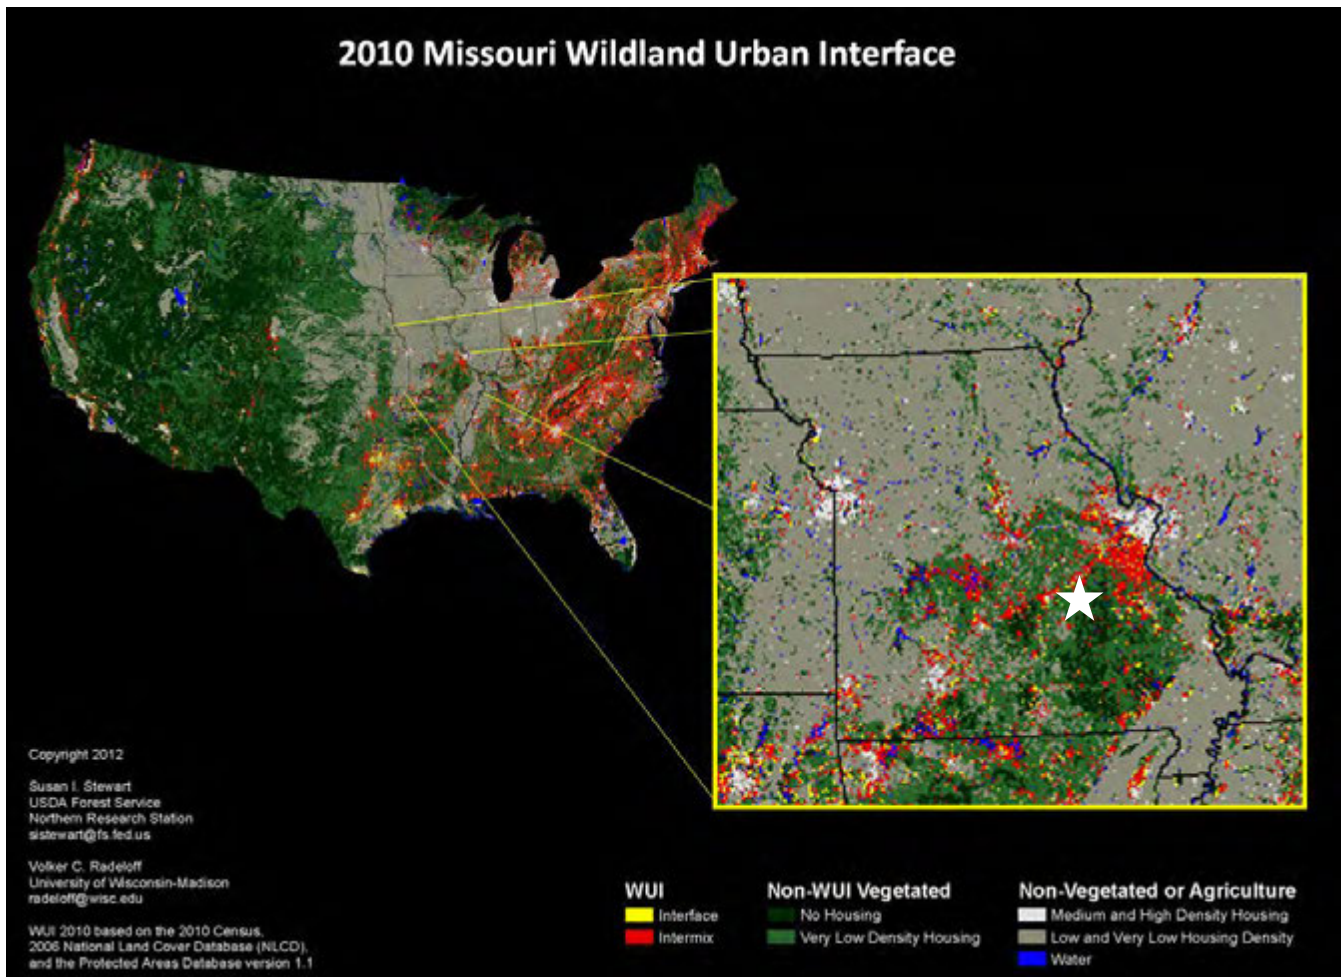 2010 Missouri Wildland Urban Interface
Copyright 2012
Susan I. Stewart
USDA Forest Service
Northern Research Station
sistewart@fs.fed.us
Volker C. Radeloff
University of Wisconsin-Madison
radeloff@wisc.edu
WUI 2010 based on the 2010 Census,
2006 National Land Cover Database (NLCD),
and the Protected Areas Database version 1.1
WUI
Interface
Intermix
Non-WUI Vegetated
No Housing
Very Low Density Housing
Non-Vegetated or Agriculture
Medium and High Density Housing
Low and Very Low Housing Density
Water